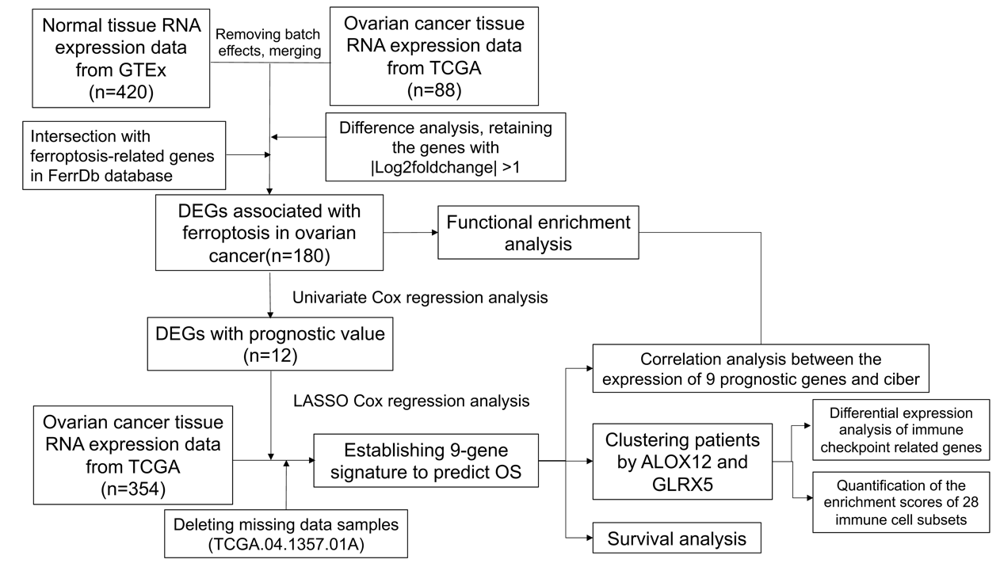 Normal tissue RNA
expression data
from GTEx
(n=420)
Removing batch
effects, merging
Ovarian cancer tissue
RNA expression data
from TCGA
(n=88)
Intersection with
ferroptosis-related genes
in FerrDb database
Difference analysis, retaining
the genes with
|Log2foldchange| >1
DEGs associated with
ferroptosis in ovarian
cancer(n=180)
Functional enrichment
analysis
Univariate Cox regression analysis
DEGs with prognostic value
(n=12)
LASSO Cox regression analysis
Ovarian cancer tissue
RNA expression data
from TCGA
(n=354)
Establishing 9-gene
signature to predict OS
Deleting missing data samples
(TCGA.04.1357.01A)
Correlation analysis between the
expression of 9 prognostic genes and ciber
Clustering patients
by ALOX12 and
GLRX5
Differential expression
analysis of immune
checkpoint related genes
Quantification of the
enrichment scores of 28
immune cell subsets
Survival analysis